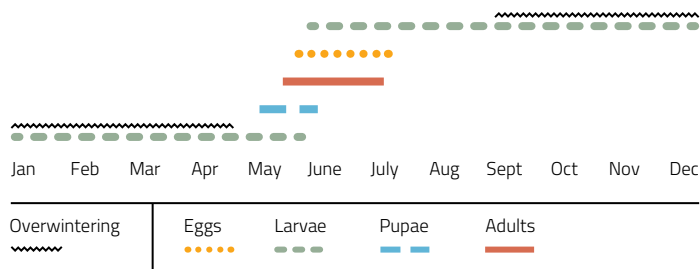 Jan Feb Mar Apr May June July Aug Sept Oct Nov Dec
Overwintering Eggs Larvae Pupae Adults